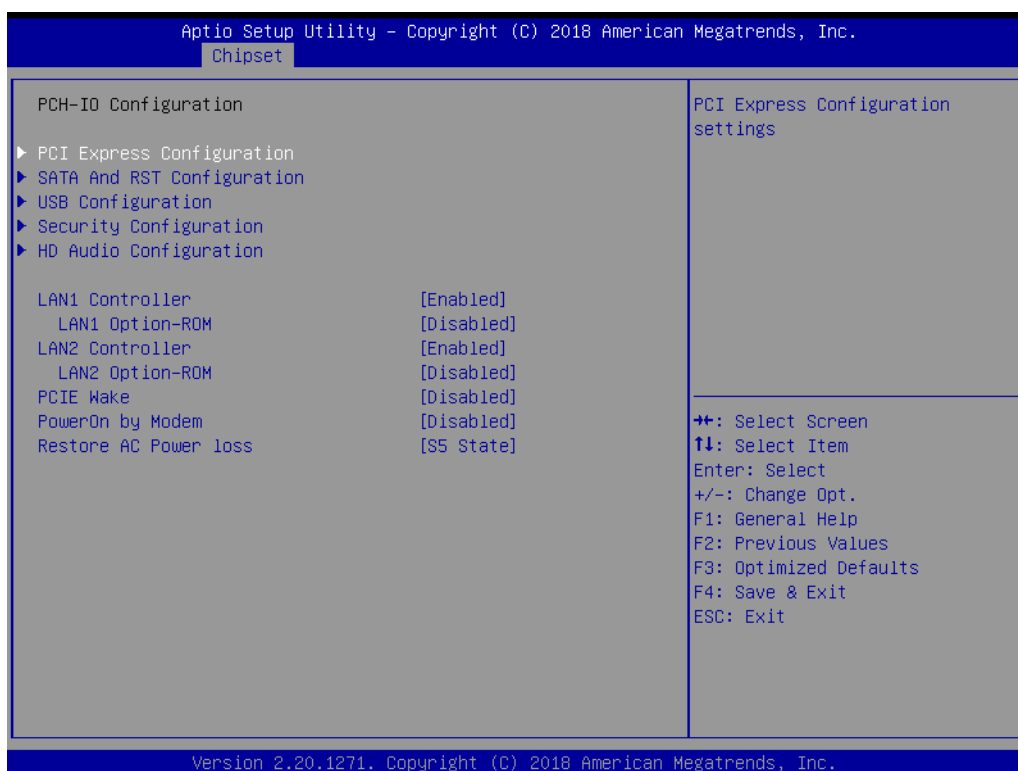 Aptio Setup Utility – Copyright (C) 2018 American Megatrends, Inc.
Chipset
PCH-IO Configuration
PCI Express Configuration
SATA And RST Configuration
USB Configuration
Security Configuration
HD Audio Configuration
LAN1 Controller [Enabled]
LAN1 Option-ROM [Disabled]
LAN2 Controller [Enabled]
LAN2 Option-ROM [Disabled]
PCIE Wake [Disabled]
PowerOn by Modem [Disabled]
Restore AC Power loss [S5 State]
PCI Express Configuration
settings
→←: Select Screen
↑↓: Select Item
Enter: Select
+/-: Change Opt.
F1: General Help
F2: Previous Values
F3: Optimized Defaults
F4: Save & Exit
ESC: Exit
Version 2.20.1271. Copyright (C) 2018 American Megatrends, Inc.